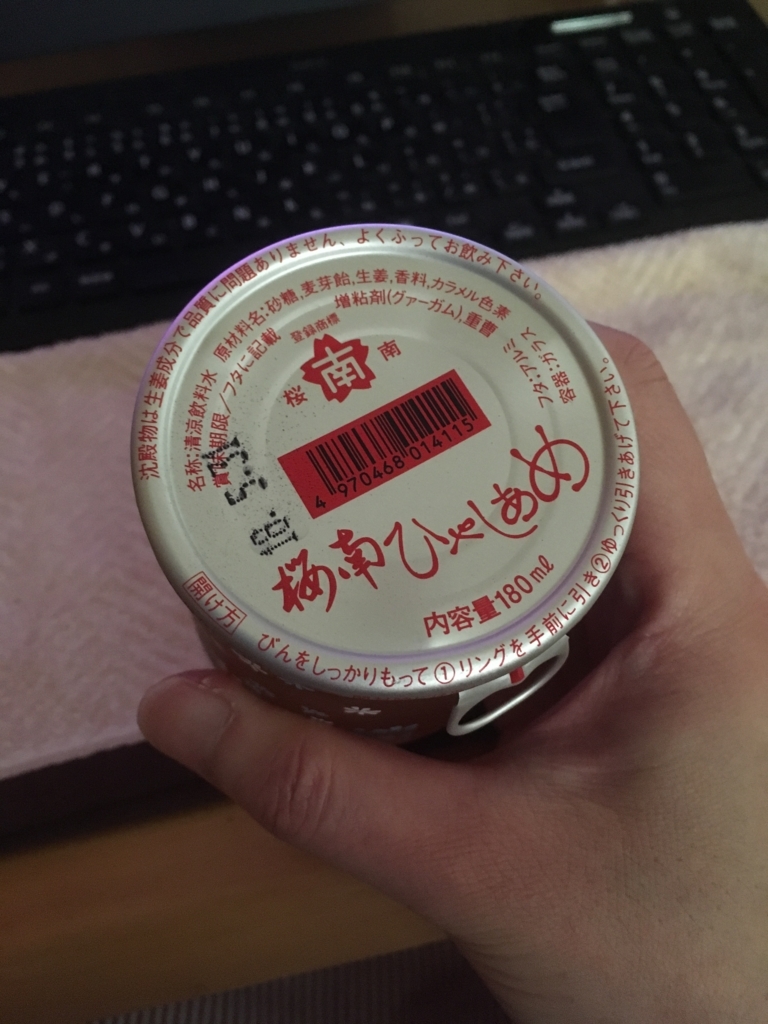 沈殿物は生姜成分で品質に問題ありません、よくふってお飲み下さい。
名称:清涼飲料水 原材料名:砂糖,麦芽飴,生姜,香料,カラメル色素
増粘剤(グァーガム),重曹
賞味期限/フタに記載
容器:ガラス
フタ:アルミ
登録商標
桜南
南
4 970468 014115
18. 5.31
桜南ひやしあめ
内容量180mℓ
開け方 びんをしっかりもって①リングを手前に引き②ゆっくり引きあげて下さい。